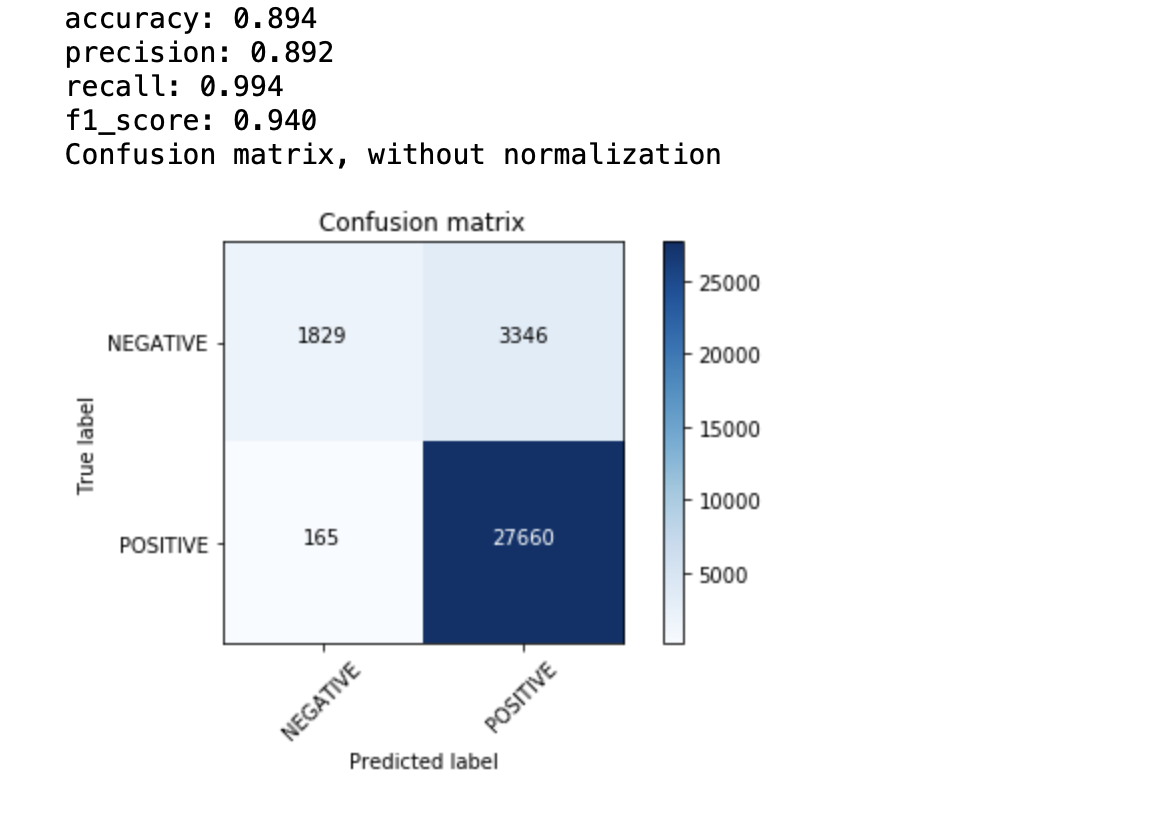 accuracy: 0.894
precision: 0.892
recall: 0.994
f1_score: 0.940
Confusion matrix, without normalization
Confusion matrix
True label
NEGATIVE
1829
3346
POSITIVE
165
27660
NEGATIVE
POSITIVE
Predicted label
25000
20000
15000
10000
5000